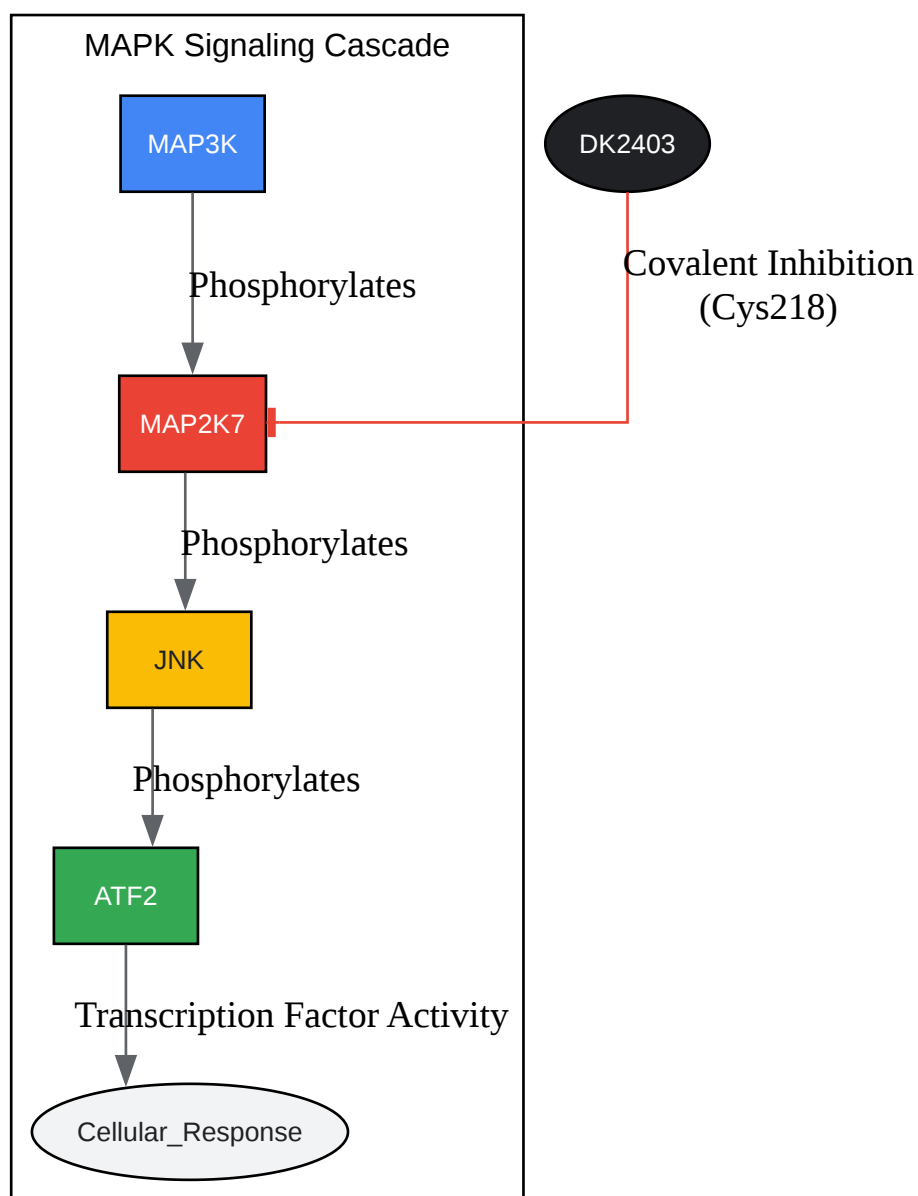 MAPK Signaling Cascade
MAP3K
DK2403
Covalent Inhibition
(Cys218)
Phosphorylates
MAP2K7
Phosphorylates
JNK
Phosphorylates
ATF2
Transcription Factor Activity
Cellular_Response